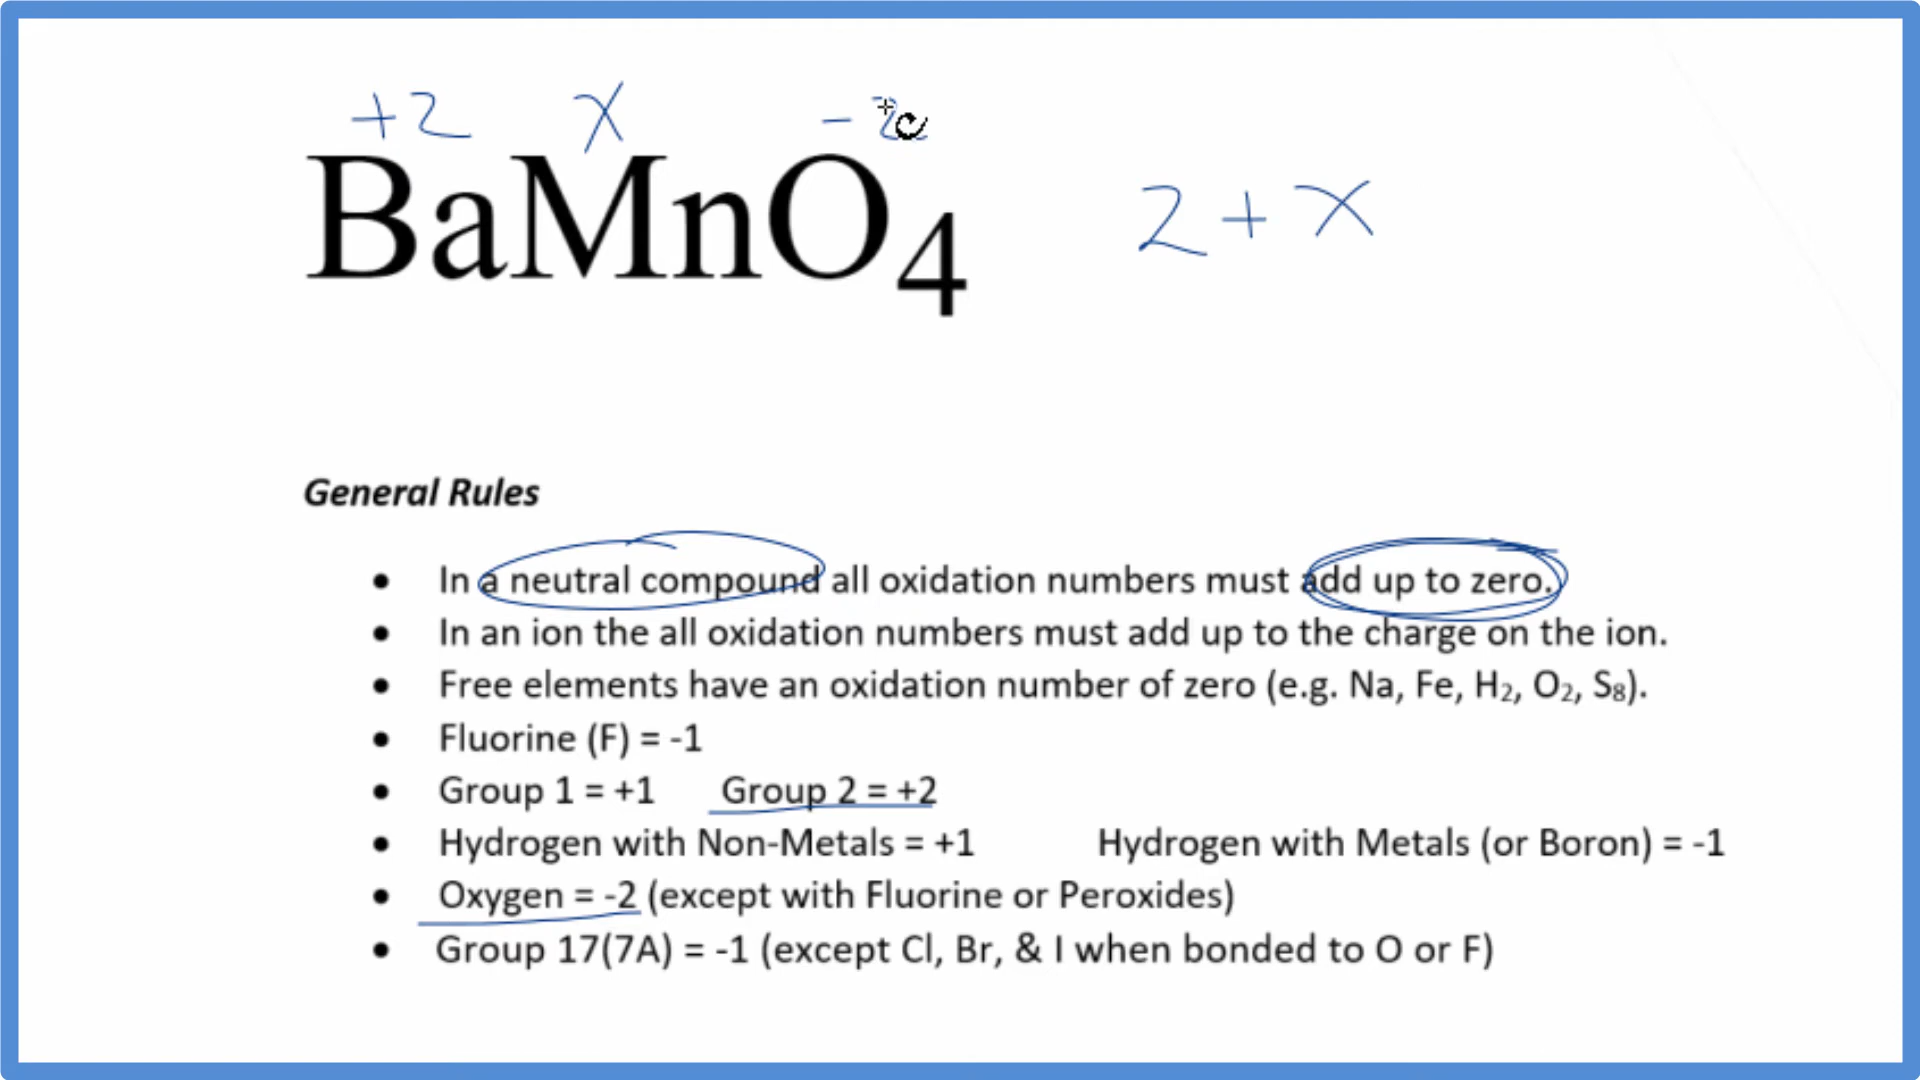 +2 x -2
BaMnO₄ 2 + x
General Rules
• In a neutral compound all oxidation numbers must add up to zero.
• In an ion the all oxidation numbers must add up to the charge on the ion.
• Free elements have an oxidation number of zero (e.g. Na, Fe, H₂, O₂, S₈).
• Fluorine (F) = -1
• Group 1 = +1 Group 2 = +2
• Hydrogen with Non-Metals = +1 Hydrogen with Metals (or Boron) = -1
• Oxygen = -2 (except with Fluorine or Peroxides)
• Group 17(7A) = -1 (except Cl, Br, & I when bonded to O or F)